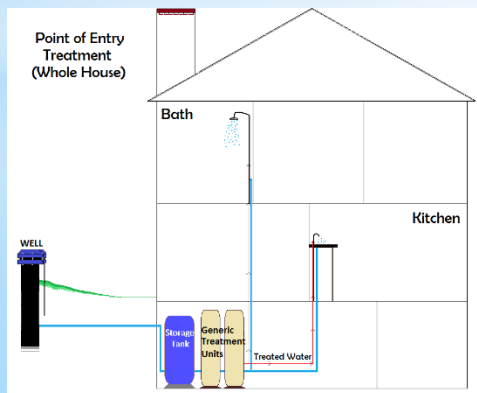 Point of Entry
Treatment
(Whole House)
Bath
Kitchen
WELL
Storage
Tank
Generic
Treatment
Units
Treated Water